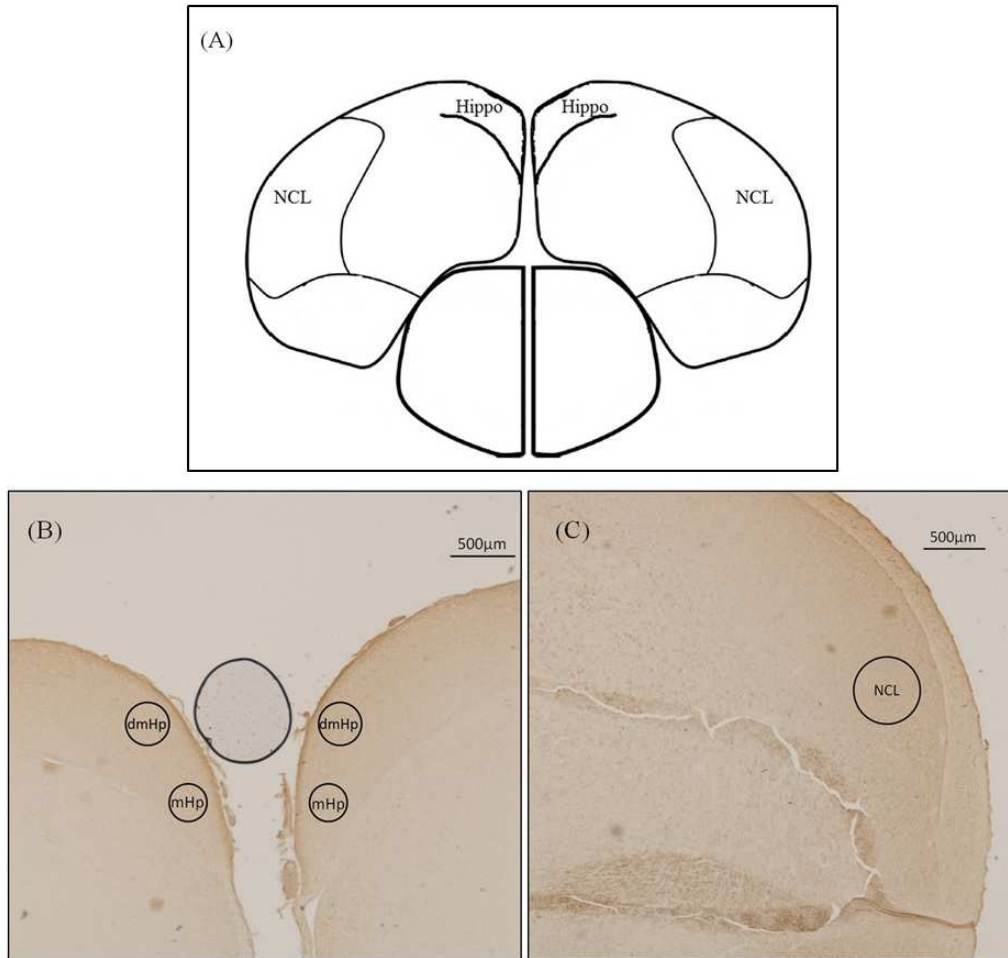 (A)
Hippo Hippo
NCL NCL
(B)
500µm
dmHp dmHp
mHp mHp
(C)
500µm
NCL